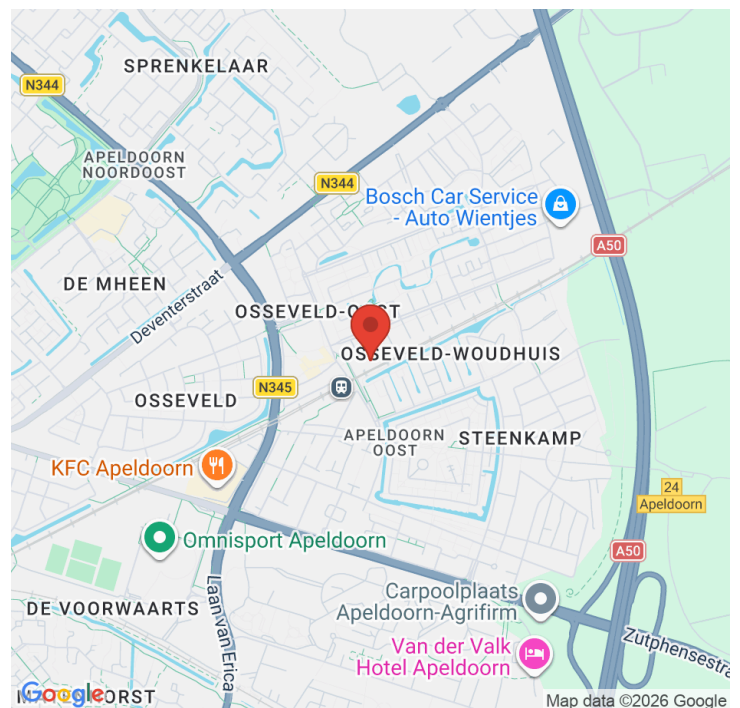 SPRENKELAAR
N344
APELDOORN
NOORDOOST
N344
Bosch Car Service
- Auto Wientjes
A50
DE MHEEN
Deventerstraat
OSSEVELD-OOST
OSSEVELD-WOUDHUIS
N345
OSSEVELD
APELDOORN
OOST
STEENKAMP
KFC Apeldoorn
24
Apeldoorn
Omnisport Apeldoorn
A50
Carpoolplaats
Apeldoorn-Agrifirm
DE VOORWAARTS
Laan van Erica
Van der Valk
Hotel Apeldoorn
Zutphensestra
Google
ORST
Map data ©2026 Google